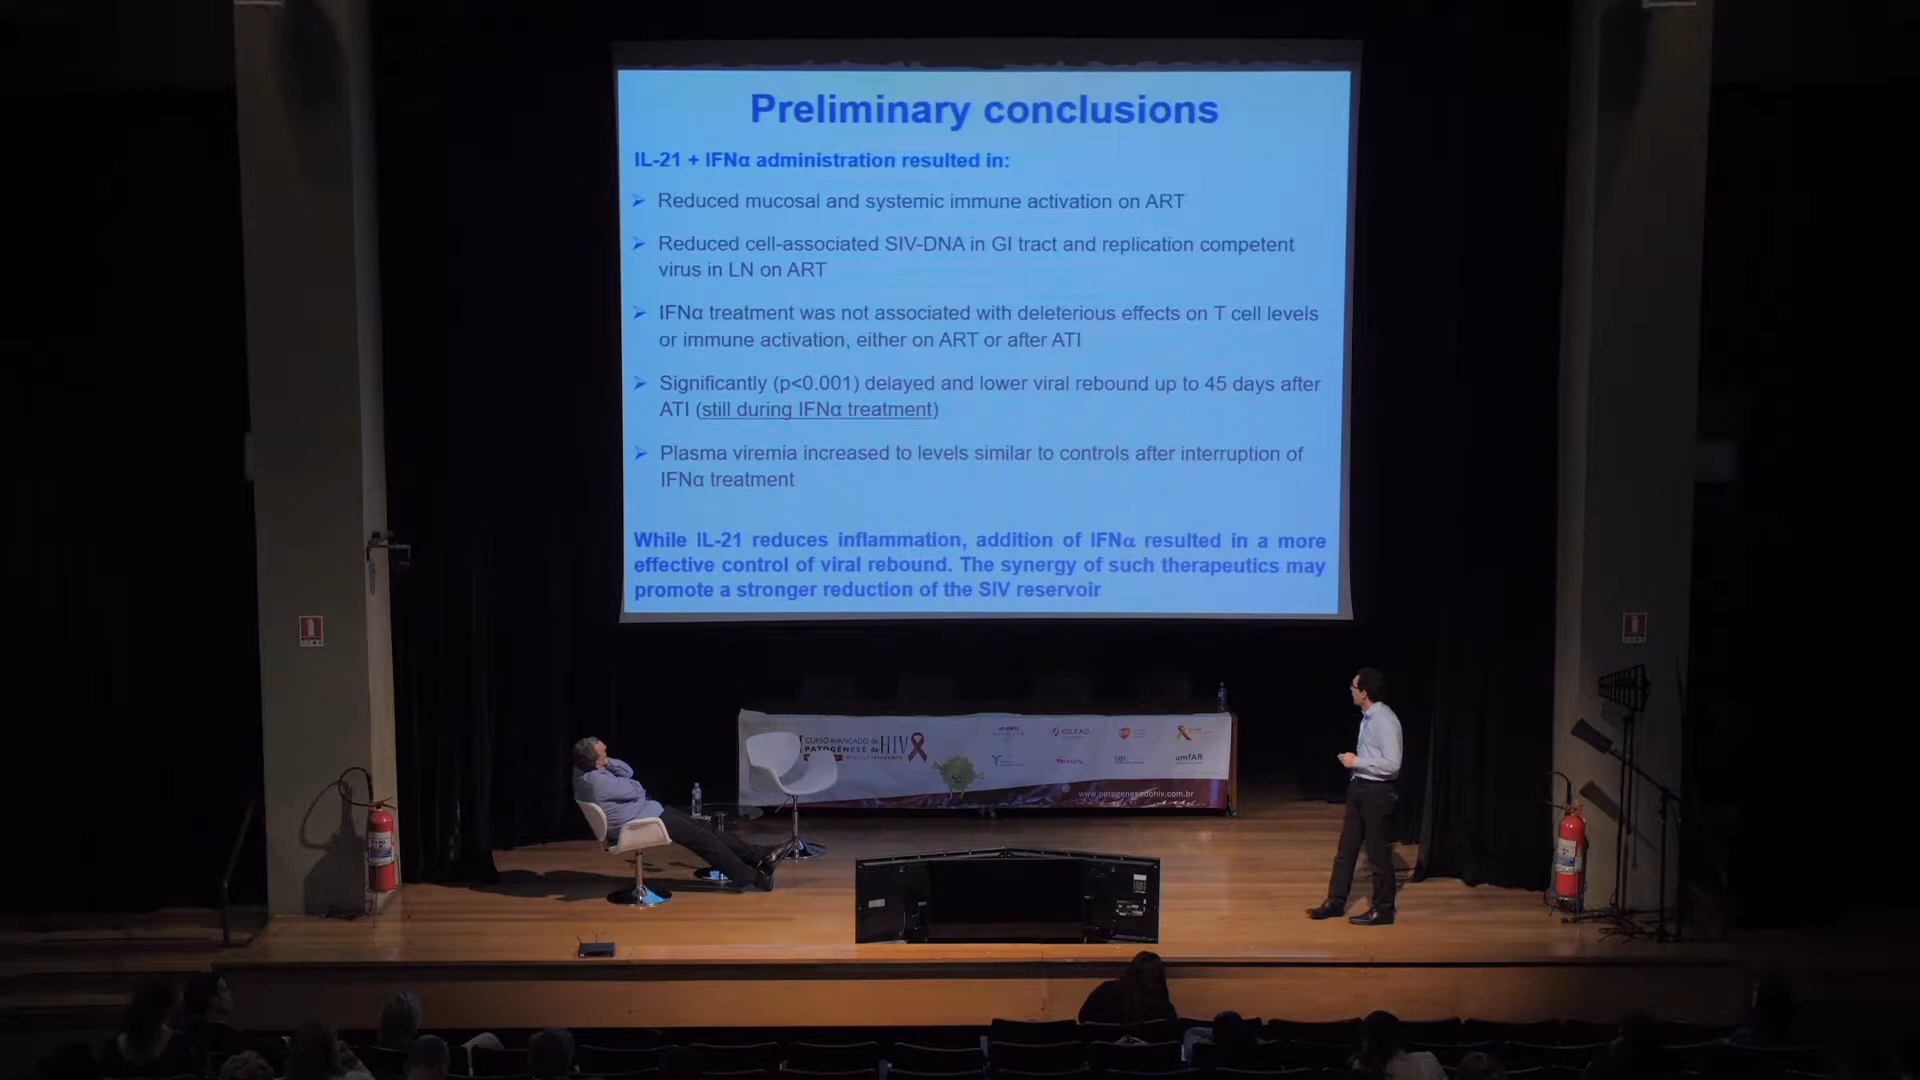 Preliminary conclusions
IL-21 + IFNα administration resulted in:
➢ Reduced mucosal and systemic immune activation on ART
➢ Reduced cell-associated SIV-DNA in GI tract and replication competent
virus in LN on ART
➢ IFNα treatment was not associated with deleterious effects on T cell levels
or immune activation, either on ART or after ATI
➢ Significantly (p<0.001) delayed and lower viral rebound up to 45 days after
ATI (still during IFNα treatment)
➢ Plasma viremia increased to levels similar to controls after interruption of
IFNα treatment
While IL-21 reduces inflammation, addition of IFNα resulted in a more
effective control of viral rebound. The synergy of such therapeutics may
promote a stronger reduction of the SIV reservoir
CURSO AVANÇADO de
PATOGÊNESE de HIV
GILEAD
amfAR
www.patogenesedohiv.com.br